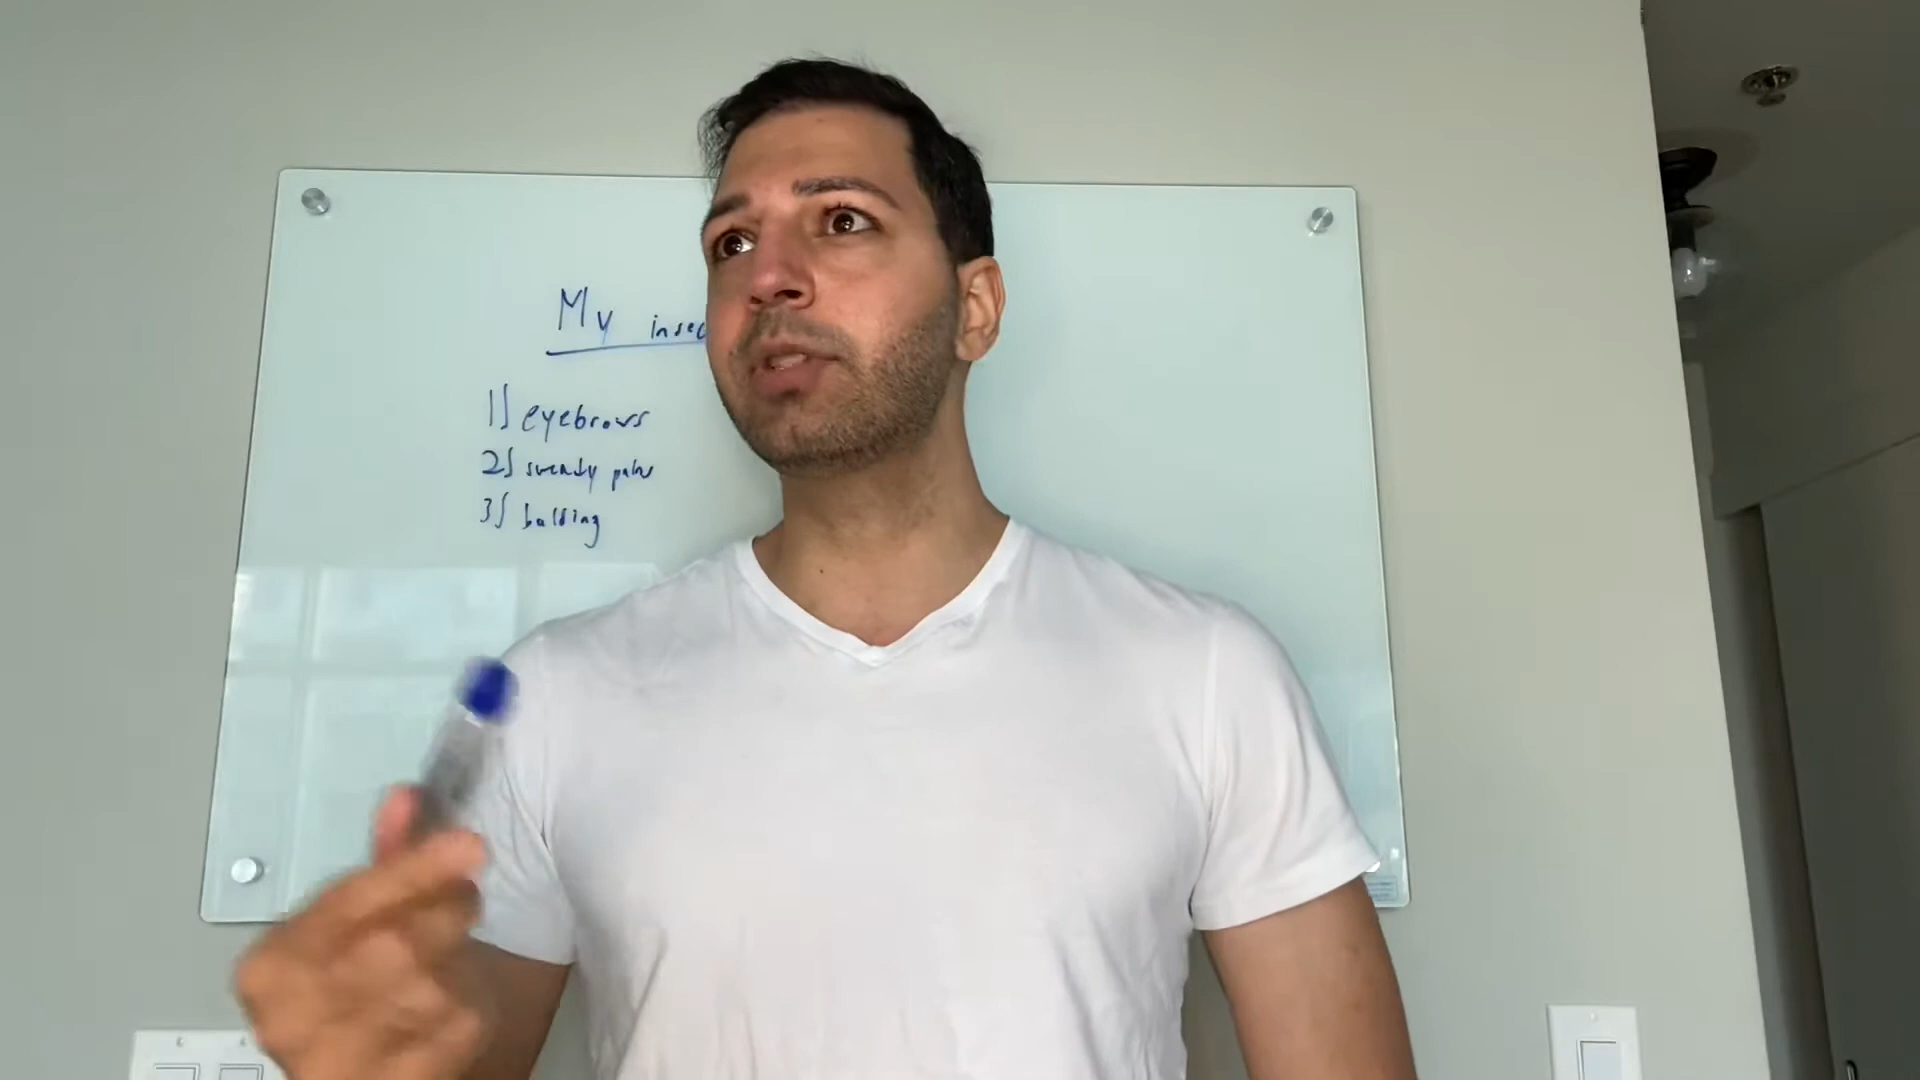 My insec
1) eyebrows
2) sweaty palms
3) balding